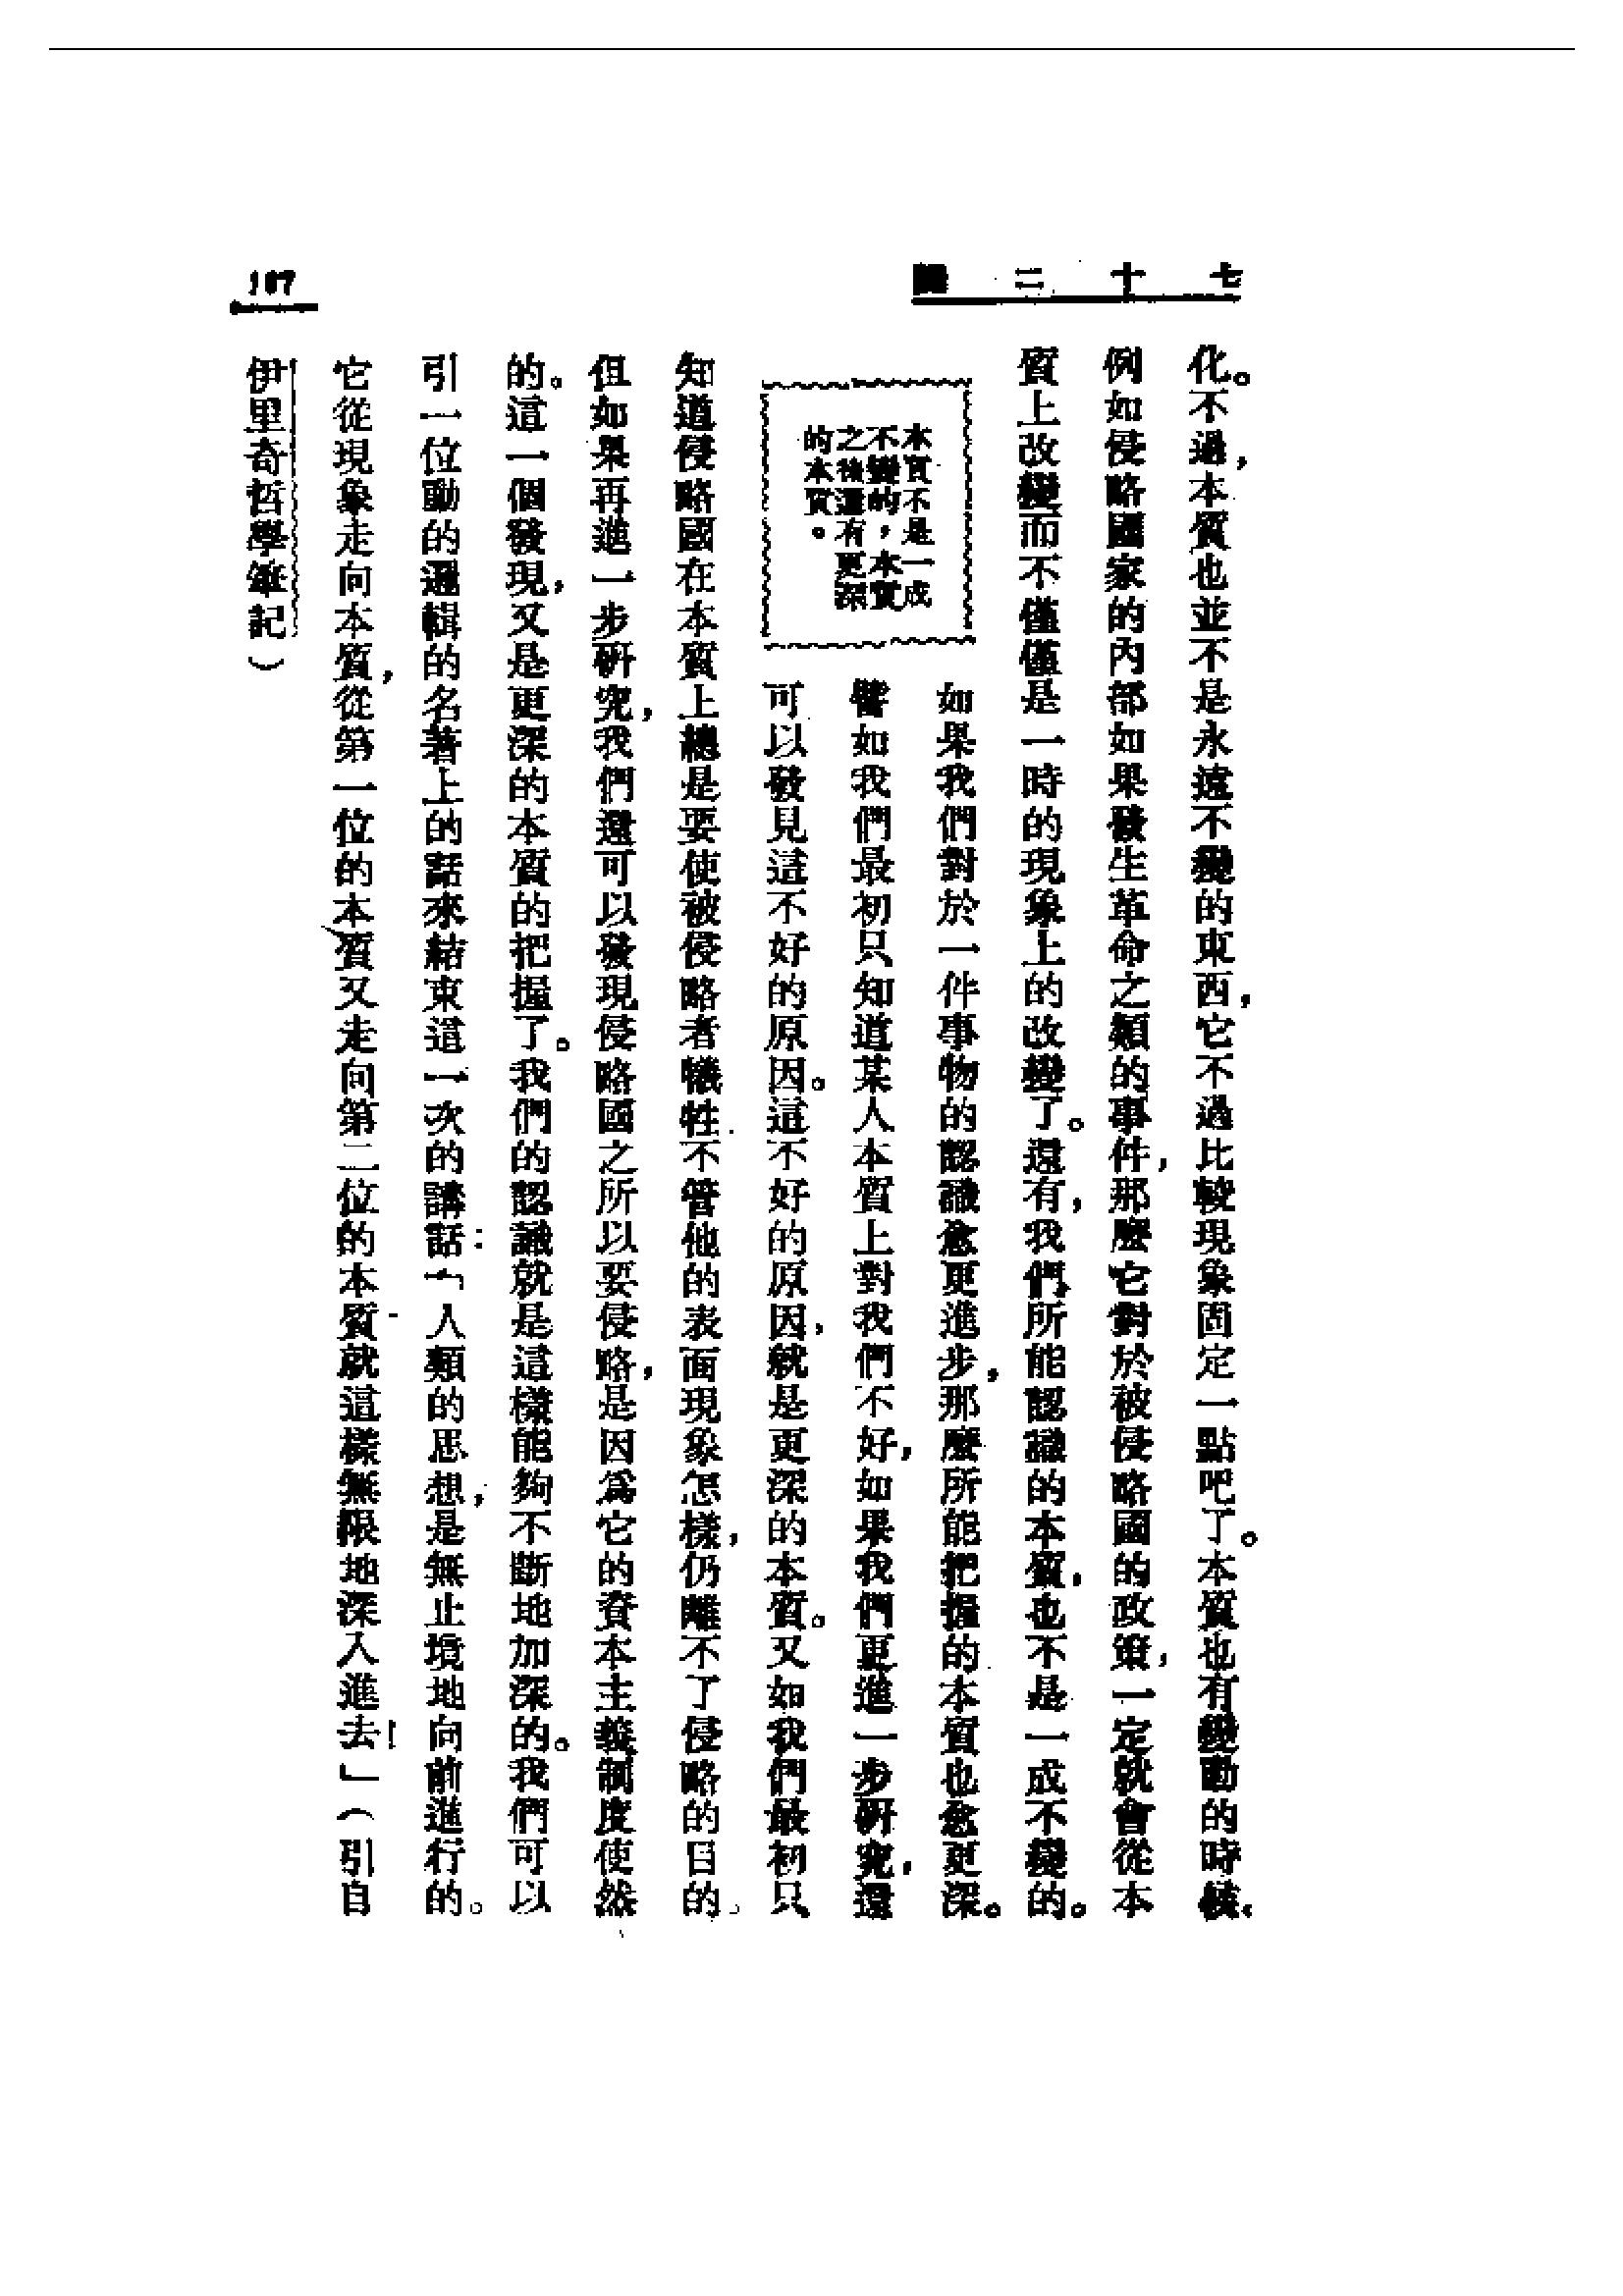 七十二變
107
化。不過，本質也並不是永遠不變的東西，它不過比較現象固定一點吧了。本質也有變動的時候，
例如侵略國家的內部如果發生革命之類的事件，那麼，它對於被侵略國的政策，一定就會從本
質上改變，而不僅僅是一時的現象上的改變了。還有，我們所能認識的本質，也不是一成不變的。
本質不是一成
不變的，本質
之後還有更深
的本質。
如果我們對於一件事物的認識愈更進步，那麼所能把握的本質也愈更深。
譬如我們最初只知道某人本質上對我們不好，如果我們更進一步研究，還
可以發見這不好的原因。這不好的原因，就是更深的本質。又如我們最初只
知道侵略國在本質上總是要使被侵略者犧牲，不管他的表面現象怎樣，仍離不了侵略的目的。
但如果再進一步研究，我們還可以發現侵略國之所以要侵略，是因為它的資本主義制度使然
的。這一個發現，又是更深的本質的把握了。我們的認識就是這樣能夠不斷地加深的。我們可以
引一位動的邏輯的名著上的話來結束這一次的講話：「人類的思想，是無止境地向前進行的。
它從現象走向本質，從第一位的本質又走向第二位的本質，就這樣無限地深入進去！」（引自
伊里奇哲學筆記）